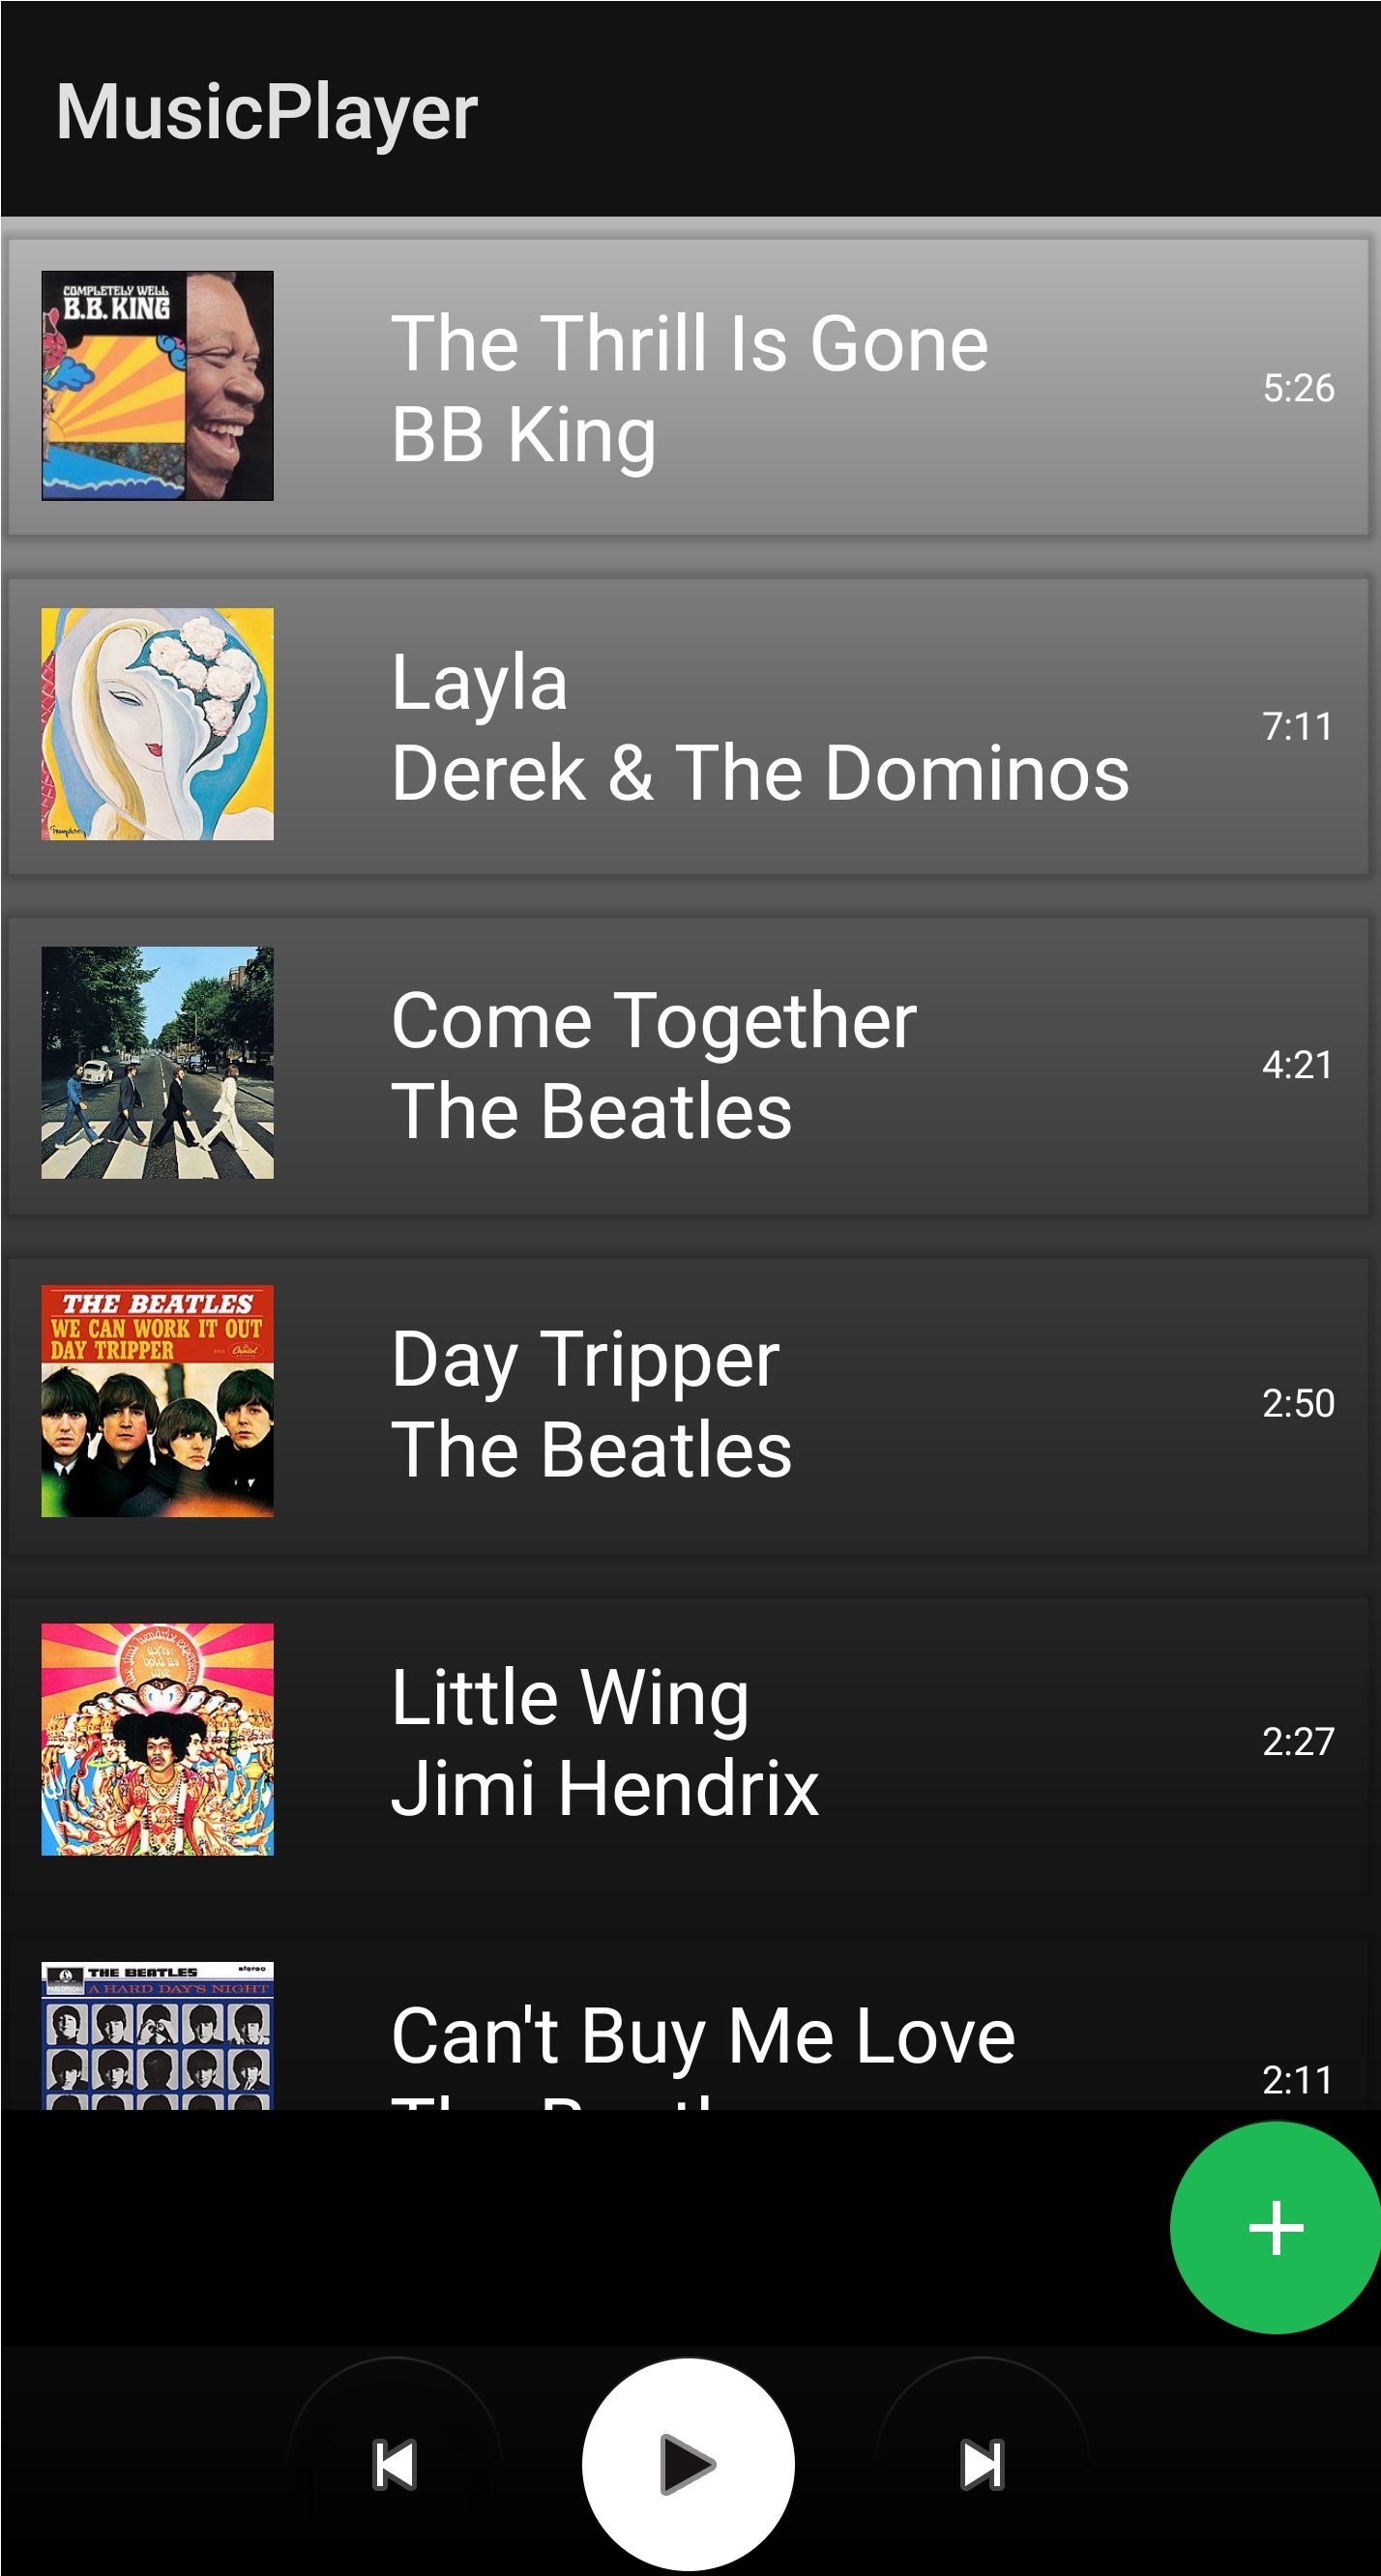 MusicPlayer
COMPLETELY WELL
B.B. KING
The Thrill Is Gone
5:26
BB King
Layla
7:11
Derek & The Dominos
Come Together
4:21
The Beatles
THE BEATLES
WE CAN WORK IT OUT
DAY TRIPPER
Capitol
Day Tripper
2:50
The Beatles
Little Wing
2:27
Jimi Hendrix
THE BEATLES
stereo
PARLOPHONE
A HARD DAY'S NIGHT
Can't Buy Me Love
2:11
The Beatl